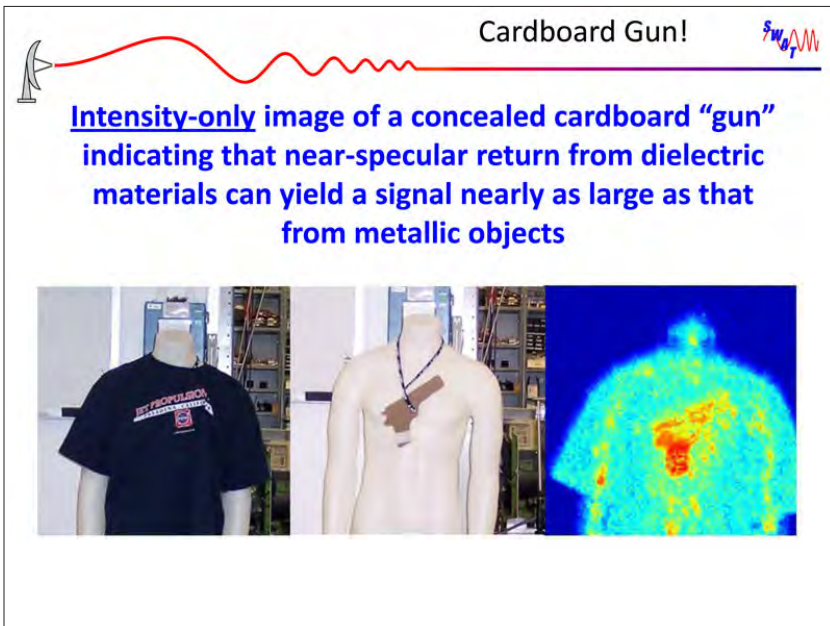 Cardboard Gun!
SWAT
Intensity-only image of a concealed cardboard “gun”
indicating that near-specular return from dielectric
materials can yield a signal nearly as large as that
from metallic objects
JET PROPULSION